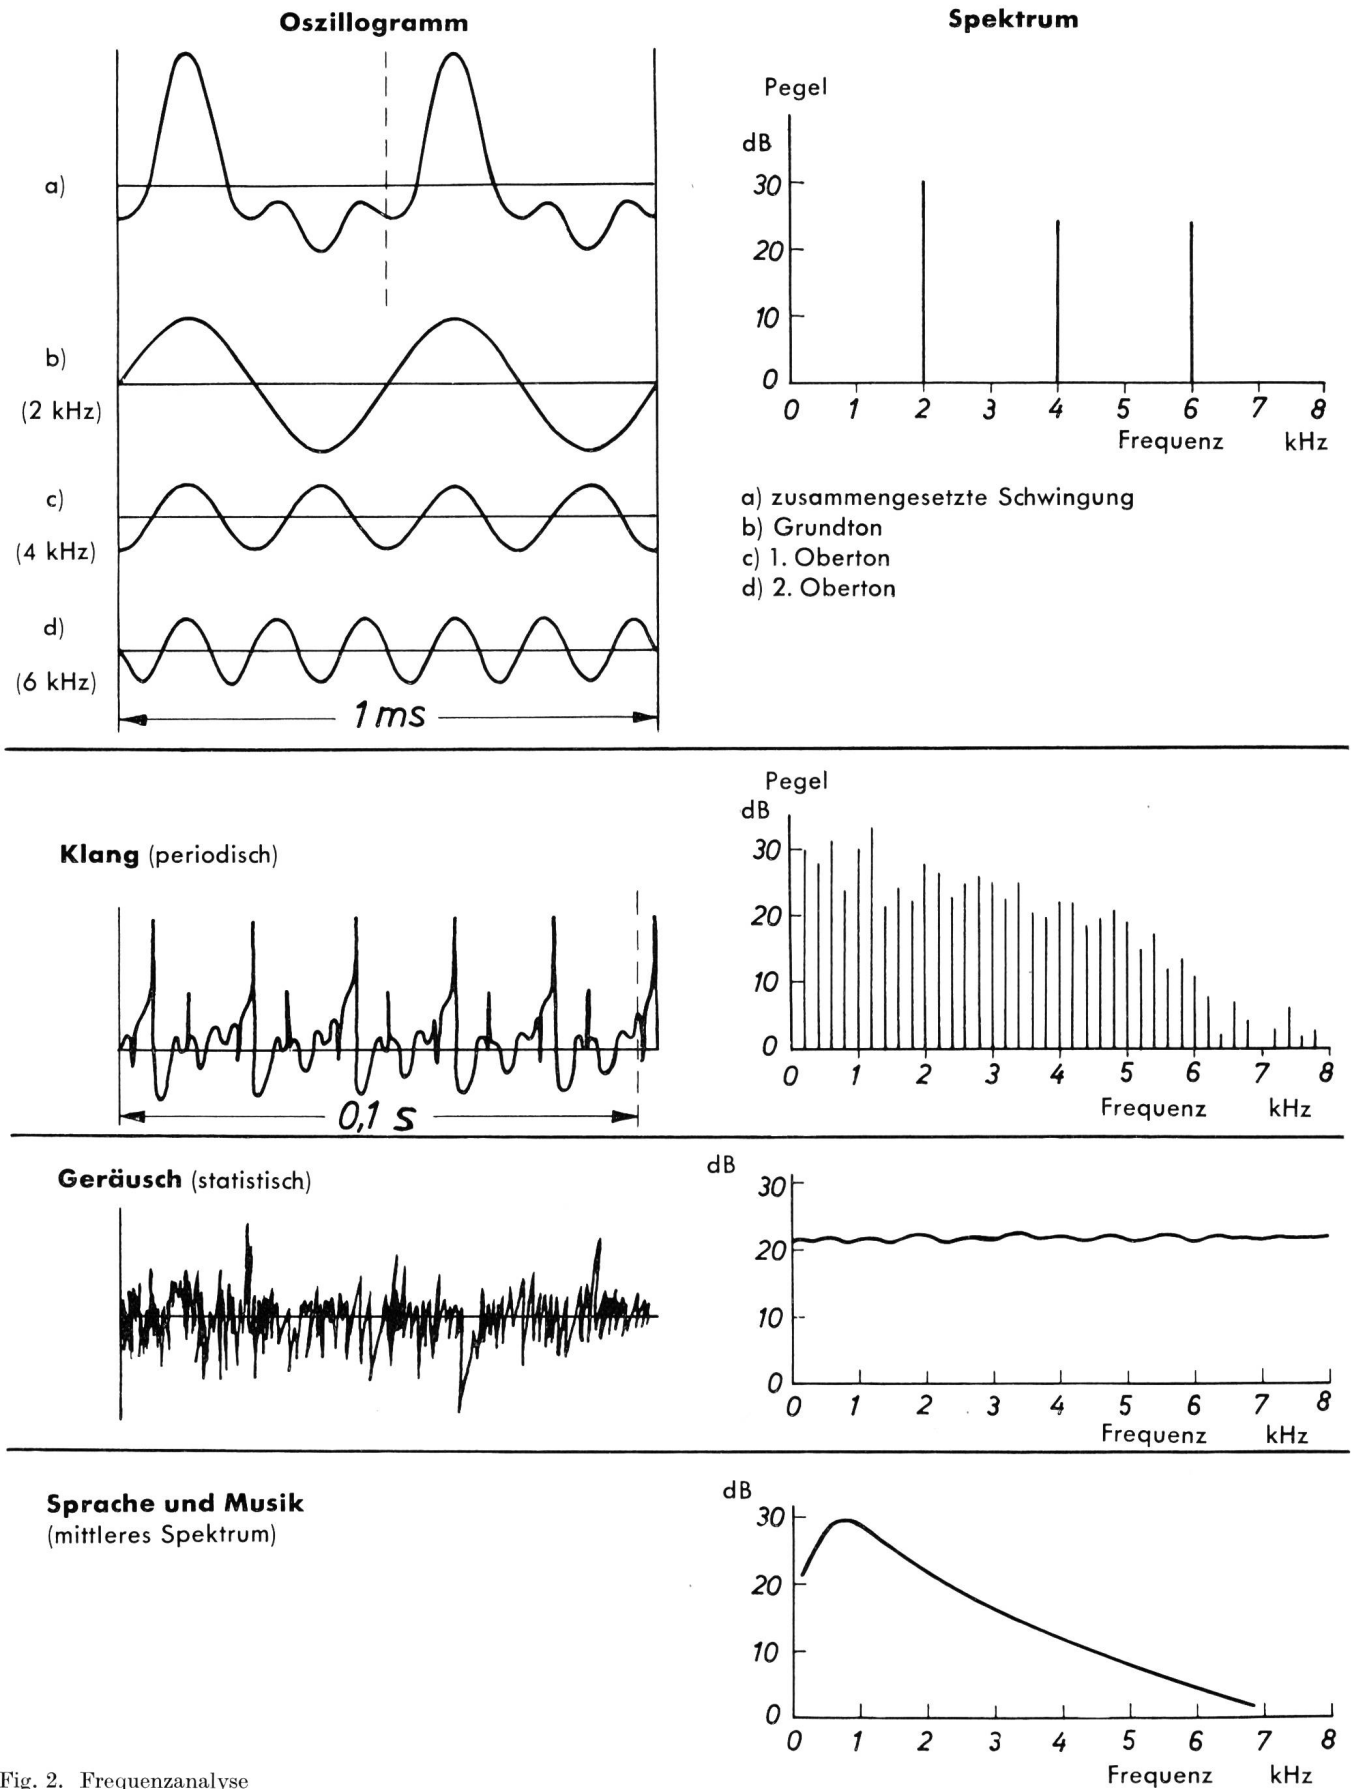 Oszillogramm
Spektrum
Pegel
dB
a)
30
20
10
0
0 1 2 3 4 5 6 7 8
Frequenz kHz
b)
(2 kHz)
c)
(4 kHz)
d)
(6 kHz)
1 ms
a) zusammengesetzte Schwingung
b) Grundton
c) 1. Oberton
d) 2. Oberton
Klang (periodisch)
0,1 s
Pegel
dB
30
20
10
0
0 1 2 3 4 5 6 7 8
Frequenz kHz
Geräusch (statistisch)
dB
30
20
10
0
0 1 2 3 4 5 6 7 8
Frequenz kHz
Sprache und Musik
(mittleres Spektrum)
dB
30
20
10
0
0 1 2 3 4 5 6 7 8
Frequenz kHz
Fig. 2. Frequenzanalyse